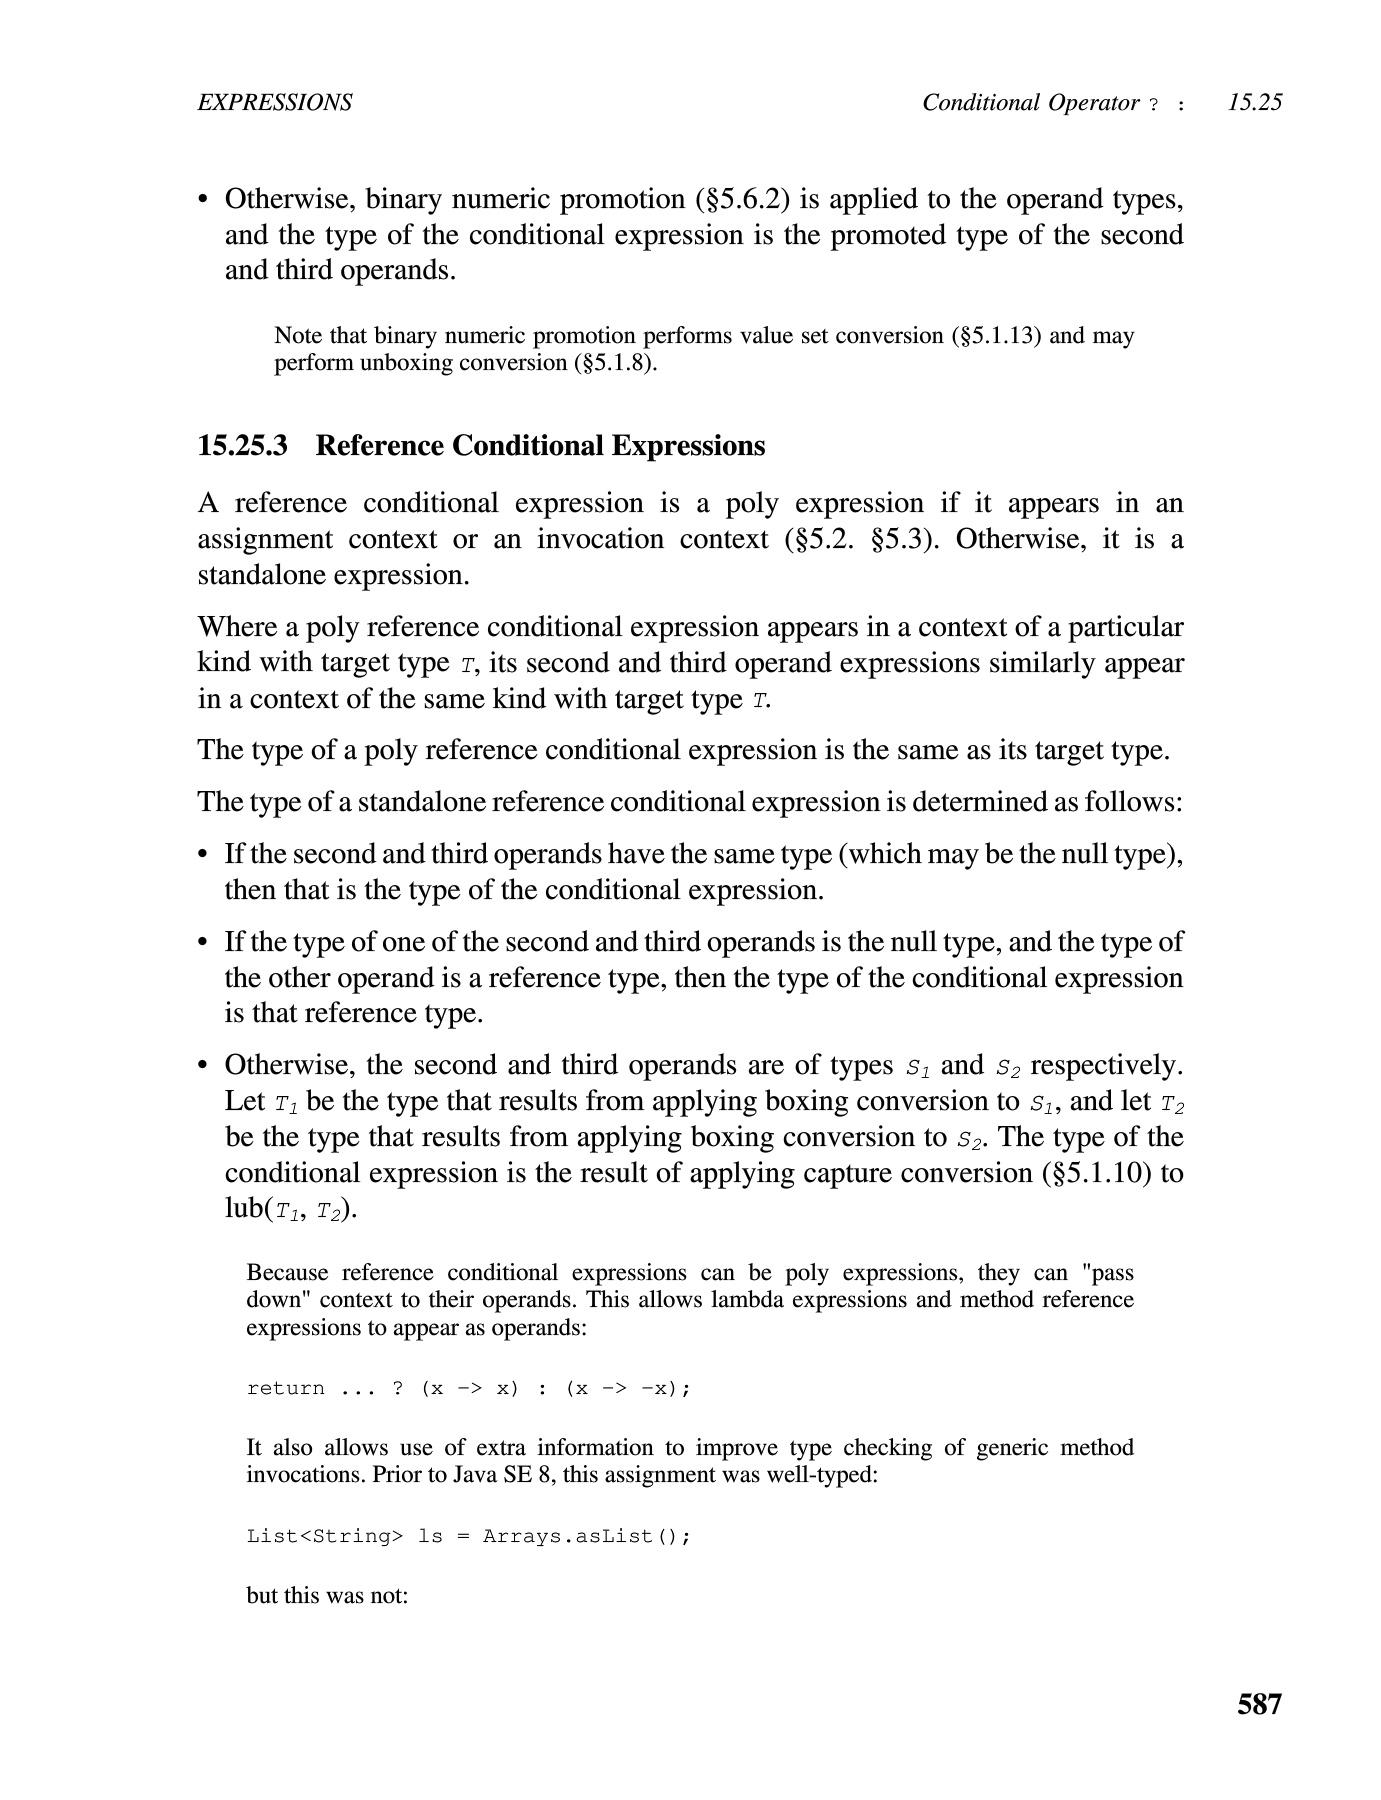 EXPRESSIONS Conditional Operator ? : 15.25
• Otherwise, binary numeric promotion (§5.6.2) is applied to the operand types,
and the type of the conditional expression is the promoted type of the second
and third operands.
Note that binary numeric promotion performs value set conversion (§5.1.13) and may
perform unboxing conversion (§5.1.8).
15.25.3 Reference Conditional Expressions
A reference conditional expression is a poly expression if it appears in an
assignment context or an invocation context (§5.2. §5.3). Otherwise, it is a
standalone expression.
Where a poly reference conditional expression appears in a context of a particular
kind with target type T, its second and third operand expressions similarly appear
in a context of the same kind with target type T.
The type of a poly reference conditional expression is the same as its target type.
The type of a standalone reference conditional expression is determined as follows:
• If the second and third operands have the same type (which may be the null type),
then that is the type of the conditional expression.
• If the type of one of the second and third operands is the null type, and the type of
the other operand is a reference type, then the type of the conditional expression
is that reference type.
• Otherwise, the second and third operands are of types S1 and S2 respectively.
Let T1 be the type that results from applying boxing conversion to S1, and let T2
be the type that results from applying boxing conversion to S2. The type of the
conditional expression is the result of applying capture conversion (§5.1.10) to
lub(T1, T2).
Because reference conditional expressions can be poly expressions, they can "pass
down" context to their operands. This allows lambda expressions and method reference
expressions to appear as operands:
return ... ? (x -> x) : (x -> -x);
It also allows use of extra information to improve type checking of generic method
invocations. Prior to Java SE 8, this assignment was well-typed:
List<String> ls = Arrays.asList();
but this was not:
587